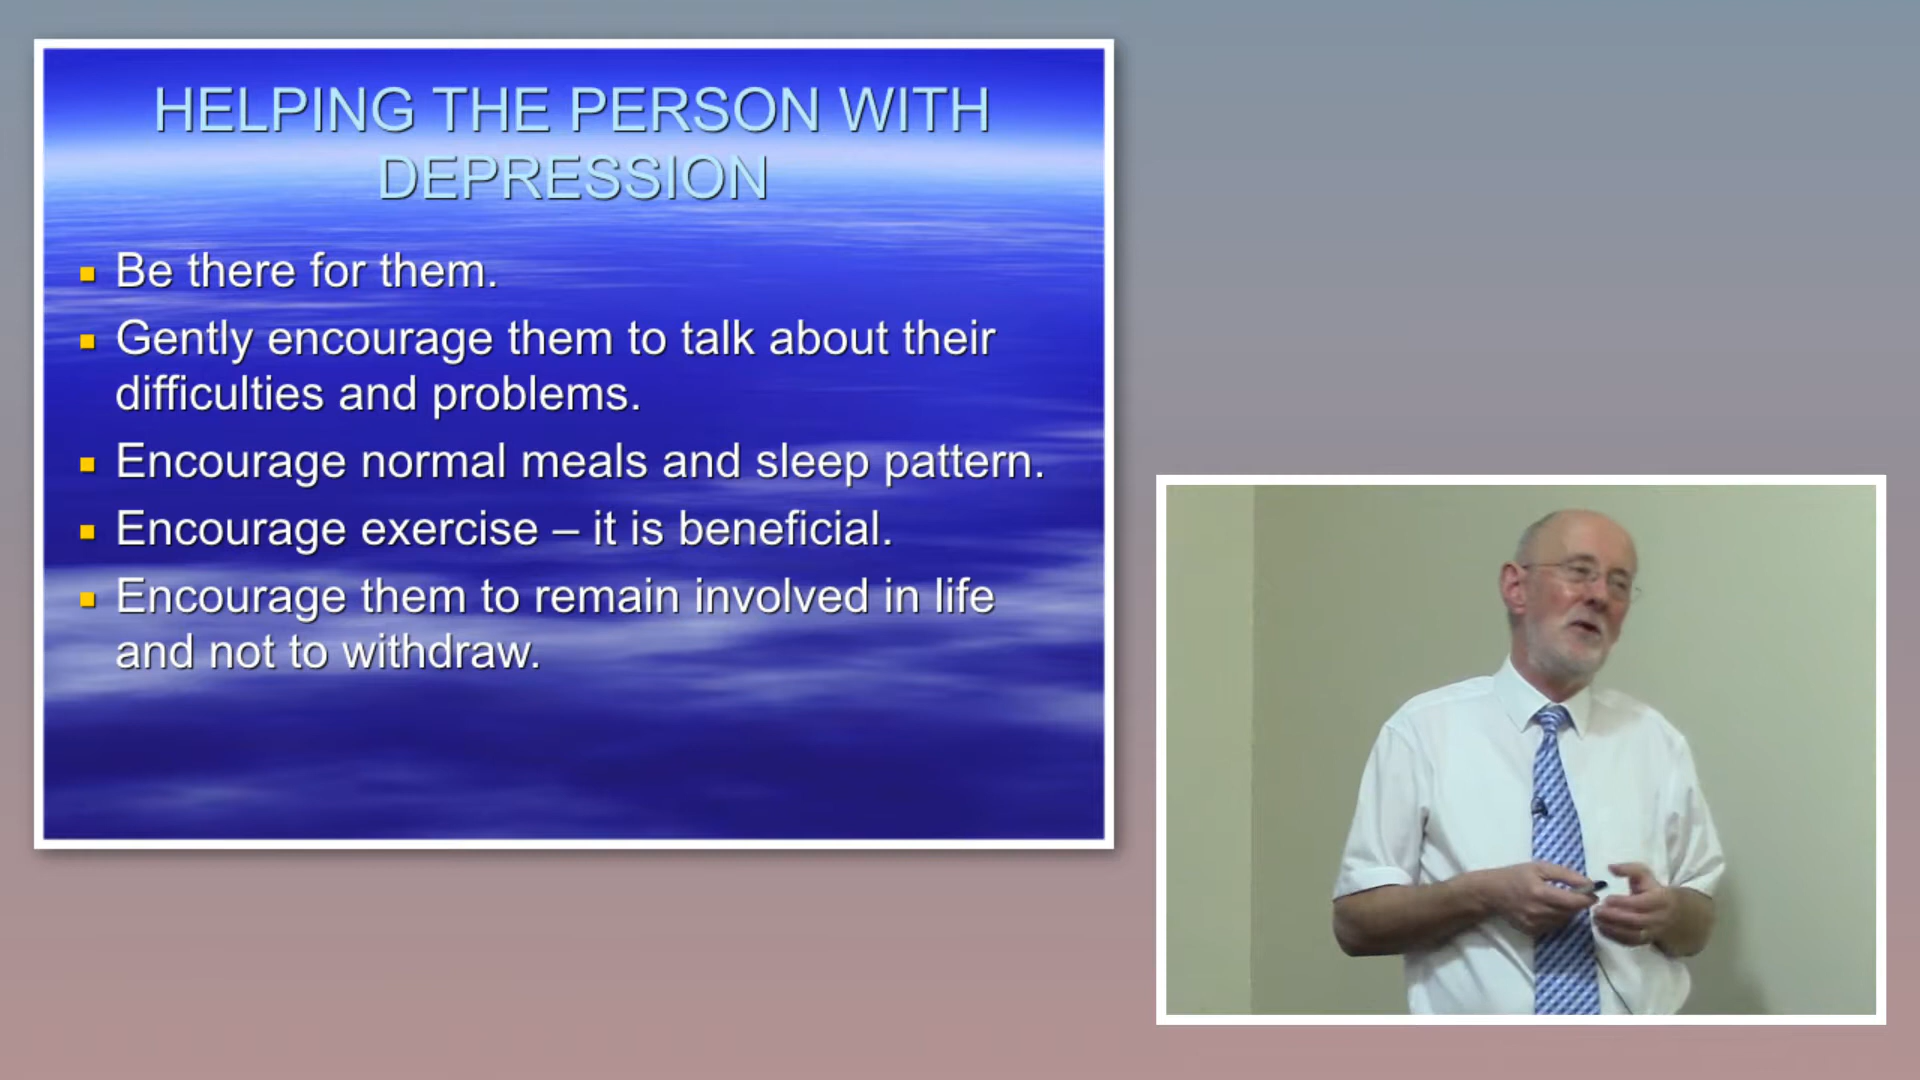 HELPING THE PERSON WITH
DEPRESSION
Be there for them.
Gently encourage them to talk about their
difficulties and problems.
Encourage normal meals and sleep pattern.
Encourage exercise – it is beneficial.
Encourage them to remain involved in life
and not to withdraw.